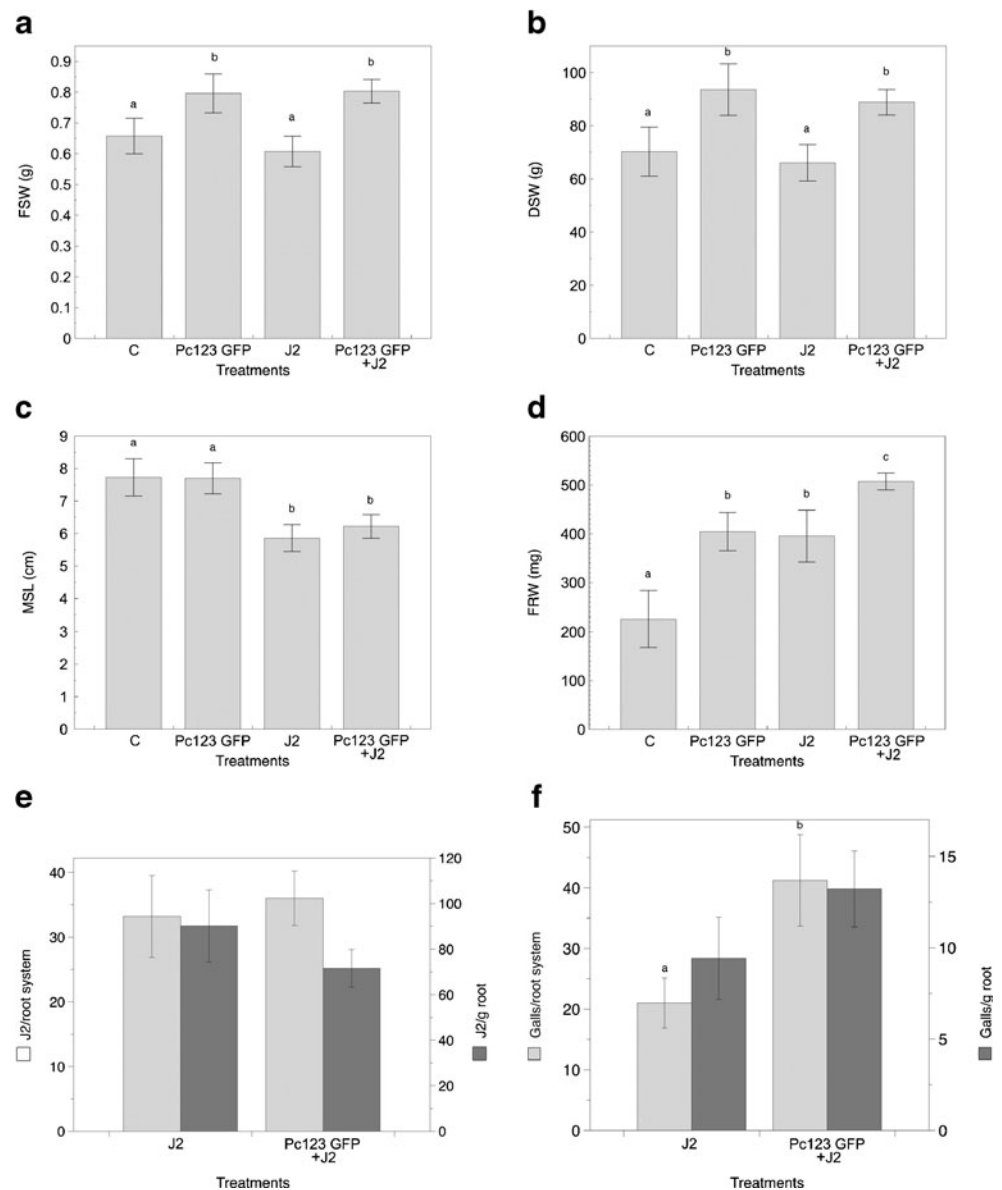 a
FSW (g)
0.9
0.8
0.7
0.6
0.5
0.4
0.3
0.2
0.1
0
a
b
a
b
C
Pc123 GFP
J2
Pc123 GFP
+J2
Treatments
b
DSW (g)
100
80
60
40
20
0
a
b
a
b
C
Pc123 GFP
J2
Pc123 GFP
+J2
Treatments
c
MSL (cm)
9
8
7
6
5
4
3
2
1
0
a
a
b
b
C
Pc123 GFP
J2
Pc123 GFP
+J2
Treatments
d
FRW (mg)
600
500
400
300
200
100
0
a
b
b
c
C
Pc123 GFP
J2
Pc123 GFP
+J2
Treatments
e
J2/root system
40
30
30
10
0
120
100
80
60
40
20
0
J2/g root
J2
Pc123 GFP
+J2
Treatments
f
Galls/root system
50
40
30
20
10
0
a
b
15
10
5
0
Galls/g root
J2
Pc123 GFP
+J2
Treatments